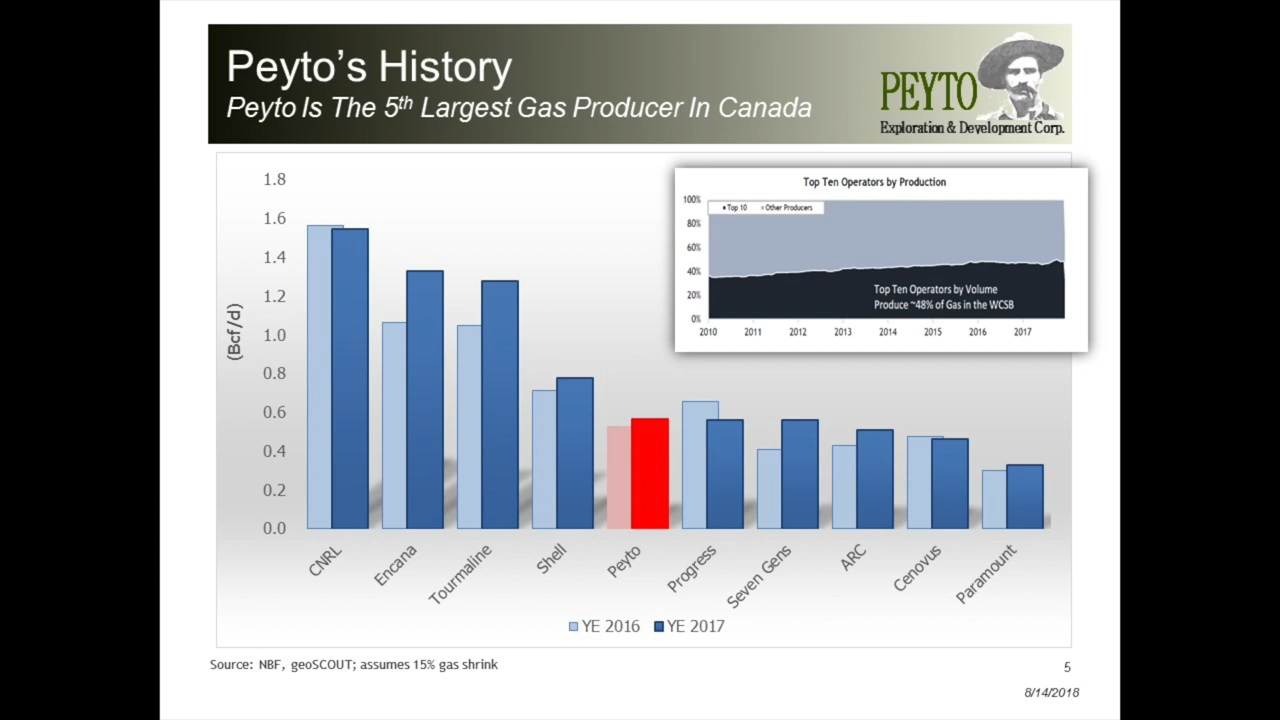 Peyto's History
Peyto Is The 5th Largest Gas Producer In Canada
PEYTO
Exploration & Development Corp.
1.8
1.6
1.4
1.2
1.0
0.8
0.6
0.4
0.2
0.0
(Bcf/d)
CNRL
Encana
Tourmaline
Shell
Peyto
Progress
Seven Gens
ARC
Cenovus
Paramount
YE 2016 YE 2017
Top Ten Operators by Production
Top 10 Other Producers
100%
80%
60%
40%
20%
0%
Top Ten Operators by Volume
Produce ~48% of Gas in the WCSB
2010 2011 2012 2013 2014 2015 2016 2017
Source: NBF, geoSCOUT; assumes 15% gas shrink
5
8/14/2018